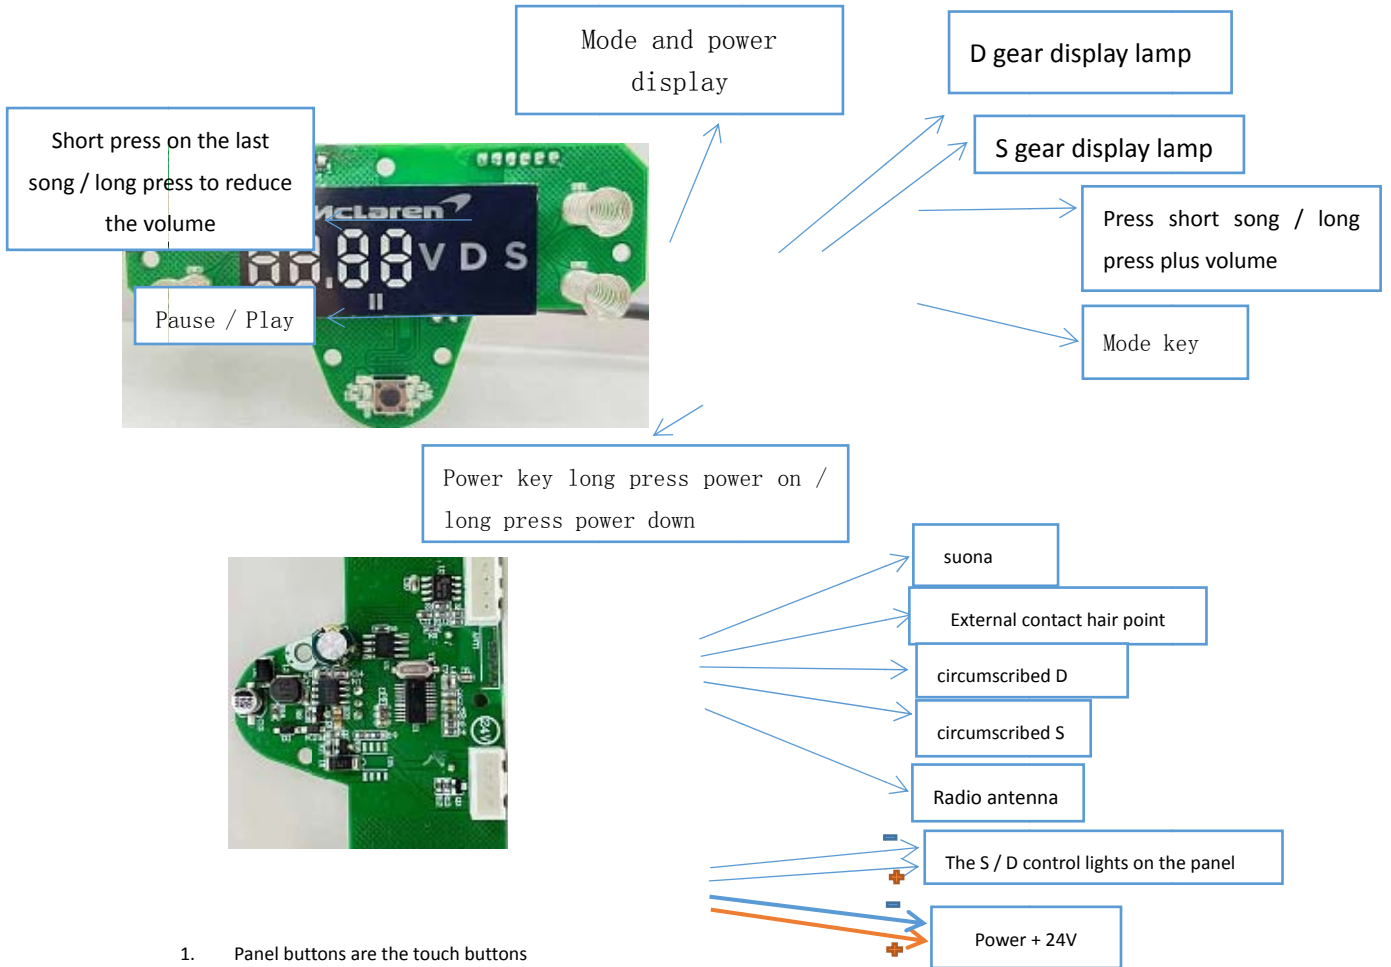 Mode and power
display
D gear display lamp
S gear display lamp
Short press on the last
song / long press to reduce
the volume
McLaren
88.88 V D S
Press short song / long
press plus volume
Pause / Play
Mode key
Power key long press power on /
long press power down
suona
External contact hair point
circumscribed D
circumscribed S
24V
Radio antenna
The S / D control lights on the panel
Power + 24V
1. Panel buttons are the touch buttons